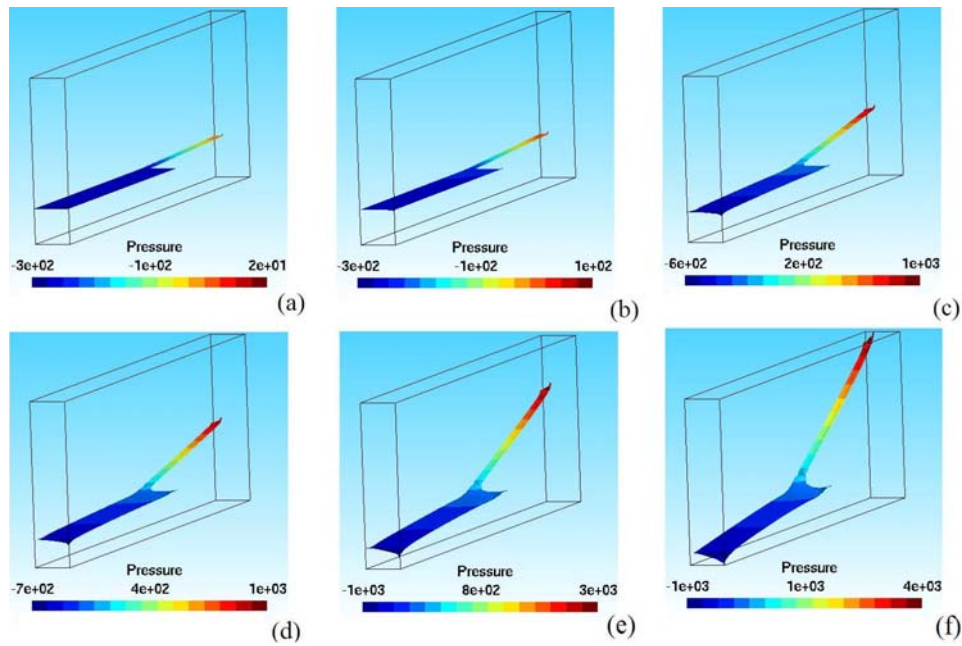 Pressure
-3e+02 -1e+02 2e+01
(a)
Pressure
-3e+02 -1e+02 1e+02
(b)
Pressure
-6e+02 2e+02 1e+03
(c)
Pressure
-7e+02 4e+02 1e+03
(d)
Pressure
-1e+03 8e+02 3e+03
(e)
Pressure
-1e+03 1e+03 4e+03
(f)